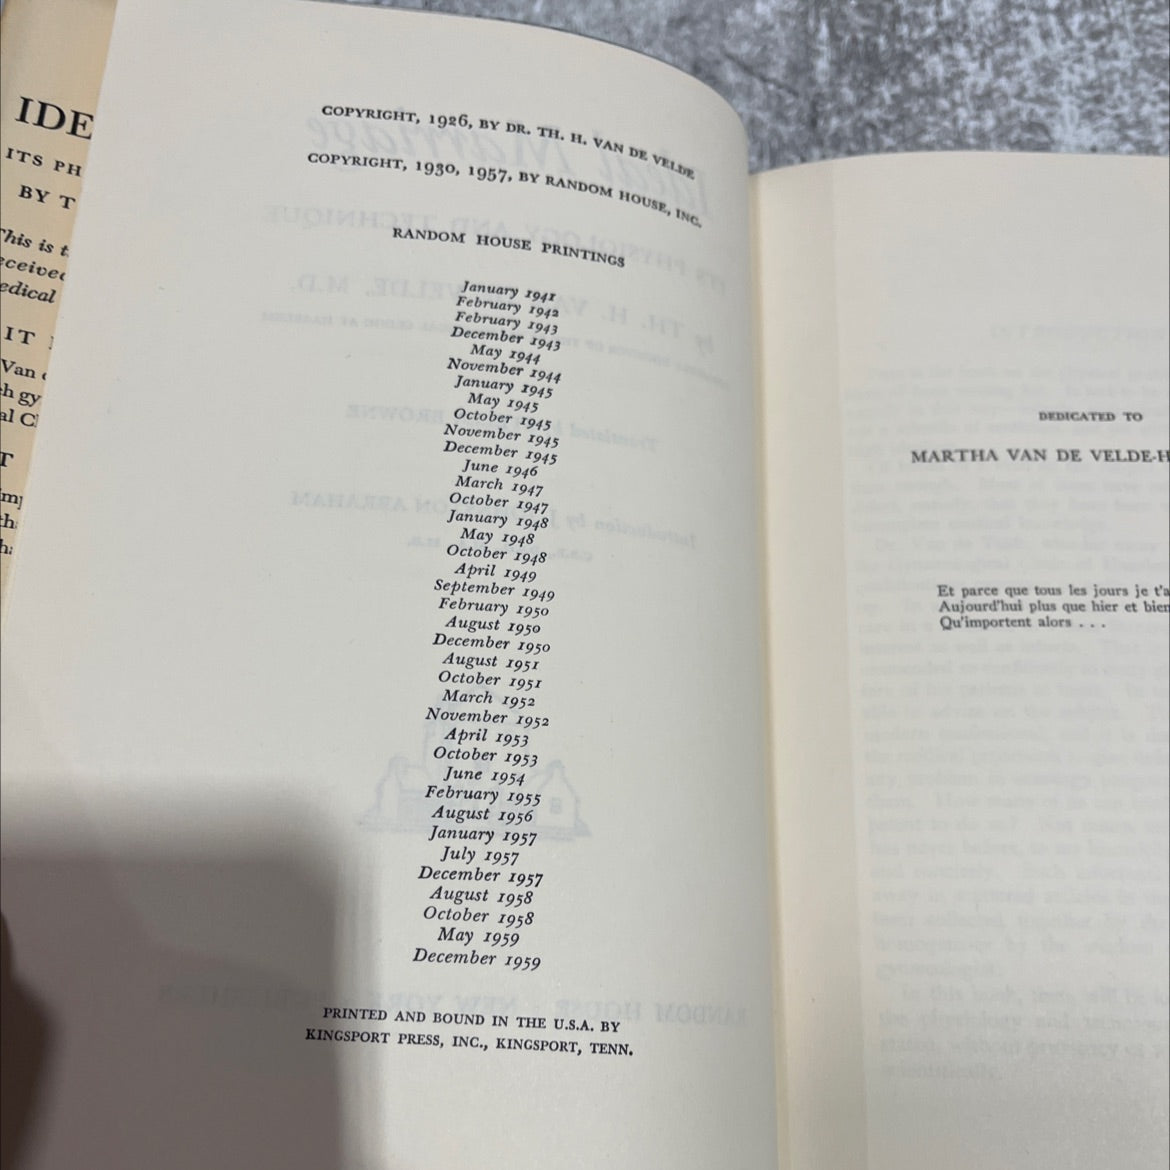 IDE
ITS PH
BY T
This is t
eceived
edical
IT
Van
h gy
al Cl
T
COPYRIGHT, 1926, BY DR. TH. H. VAN DE VELDE
COPYRIGHT, 1930, 1957, BY RANDOM HOUSE, INC.
RANDOM HOUSE PRINTINGS
January 1941
February 1942
February 1943
December 1943
May 1944
November 1944
January 1945
May 1945
October 1945
November 1945
December 1945
June 1946
March 1947
October 1947
January 1948
May 1948
October 1948
April 1949
September 1949
February 1950
August 1950
December 1950
August 1951
October 1951
March 1952
November 1952
April 1953
October 1953
June 1954
February 1955
August 1956
January 1957
July 1957
December 1957
August 1958
October 1958
May 1959
December 1959
PRINTED AND BOUND IN THE U.S.A. BY
KINGSPORT PRESS, INC., KINGSPORT, TENN.
DEDICATED TO
MARTHA VAN DE VELDE-H
Et parce que tous les jours je t'a
Aujourd'hui plus que hier et bien
Qu'importent alors . . .